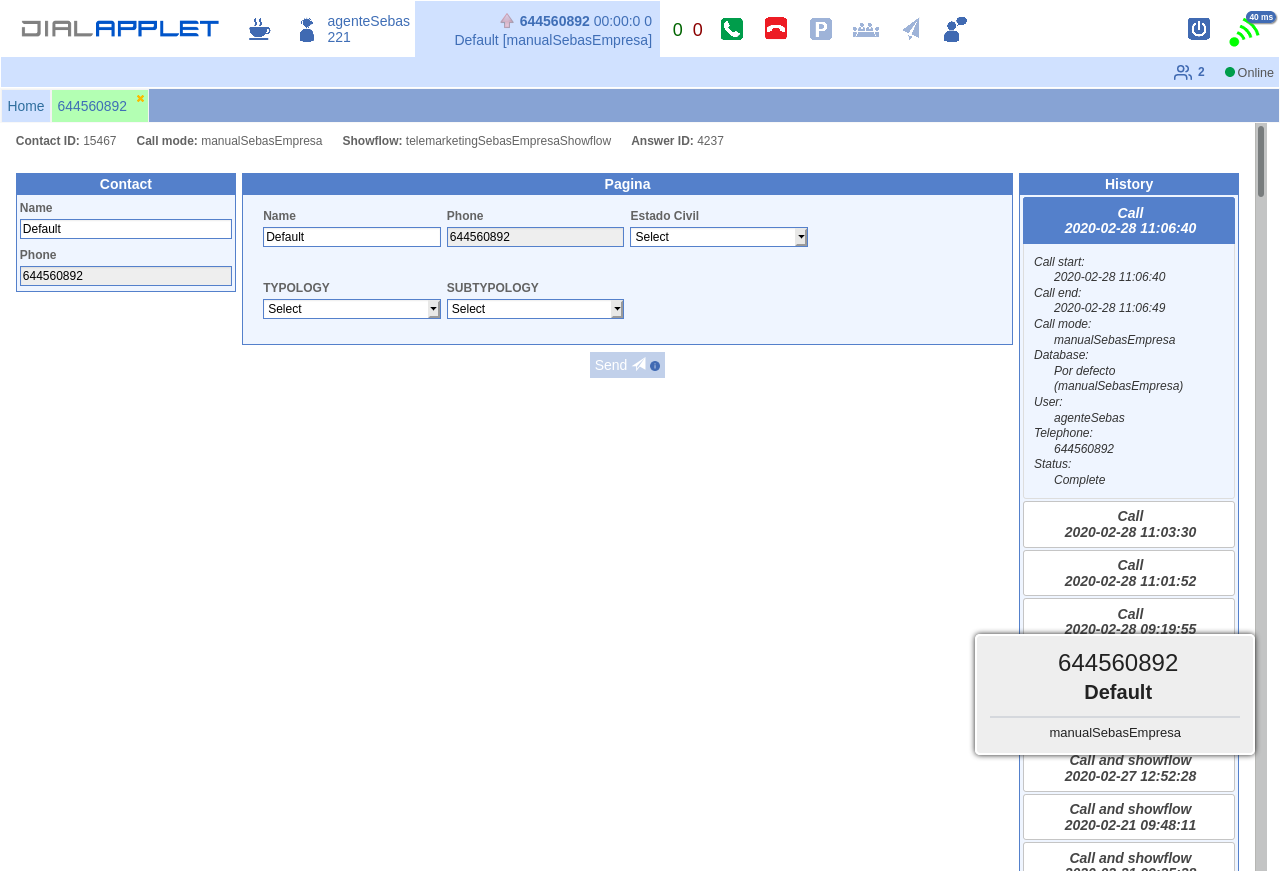 DIALAPPLET
agenteSebas
221
644560892 00:00:0 0
Default [manualSebasEmpresa]
0 0
P
40 ms
2
Online
Home
644560892
Contact ID: 15467 Call mode: manualSebasEmpresa Showflow: telemarketingSebasEmpresaShowflow Answer ID: 4237
Contact
Name
Default
Phone
644560892
Pagina
Name Phone Estado Civil
Default 644560892 Select
TYPOLOGY SUBTYPOLOGY
Select Select
Send
History
Call
2020-02-28 11:06:40
Call start:
2020-02-28 11:06:40
Call end:
2020-02-28 11:06:49
Call mode:
manualSebasEmpresa
Database:
Por defecto
(manualSebasEmpresa)
User:
agenteSebas
Telephone:
644560892
Status:
Complete
Call
2020-02-28 11:03:30
Call
2020-02-28 11:01:52
Call
2020-02-28 09:19:55
644560892
Default
manualSebasEmpresa
Call and showflow
2020-02-27 12:52:28
Call and showflow
2020-02-21 09:48:11
Call and showflow